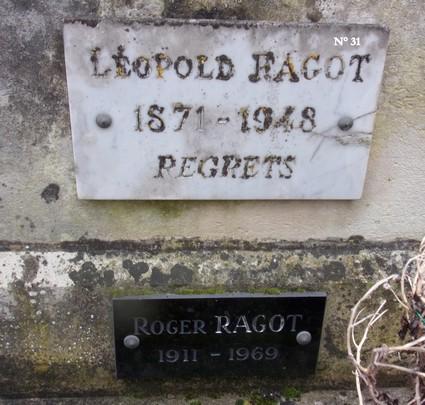 N° 31
LÉOPOLD RAGOT
1871-1948
REGRETS
ROGER RAGOT
1911 - 1969